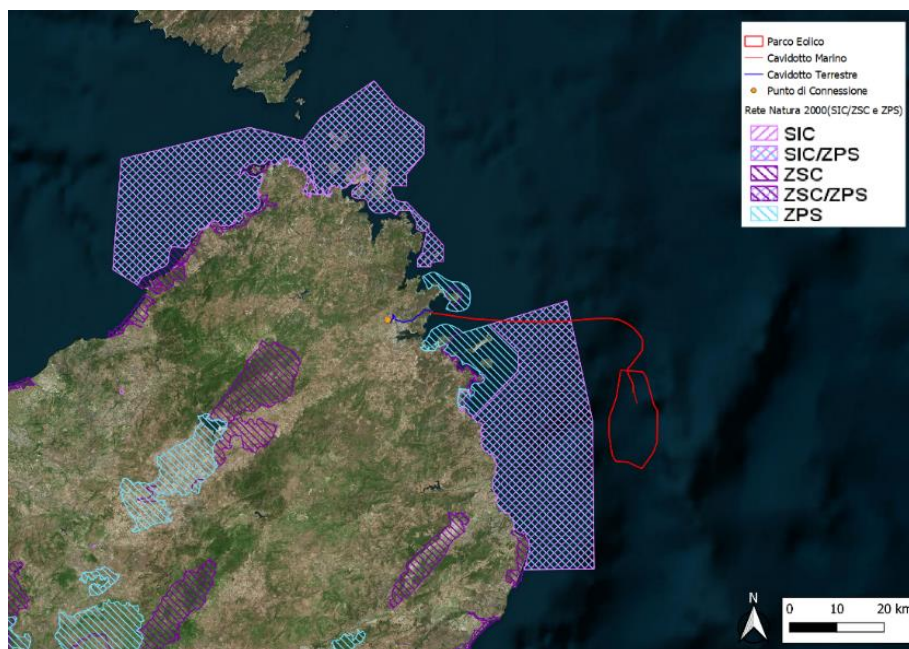 Parco Eolico
Cavidotto Marino
Cavidotto Terrestre
Punto di Connessione
Rete Natura 2000(SIC/ZSC e ZPS)
SIC
SIC/ZPS
ZSC
ZSC/ZPS
ZPS
N
0 10 20 km